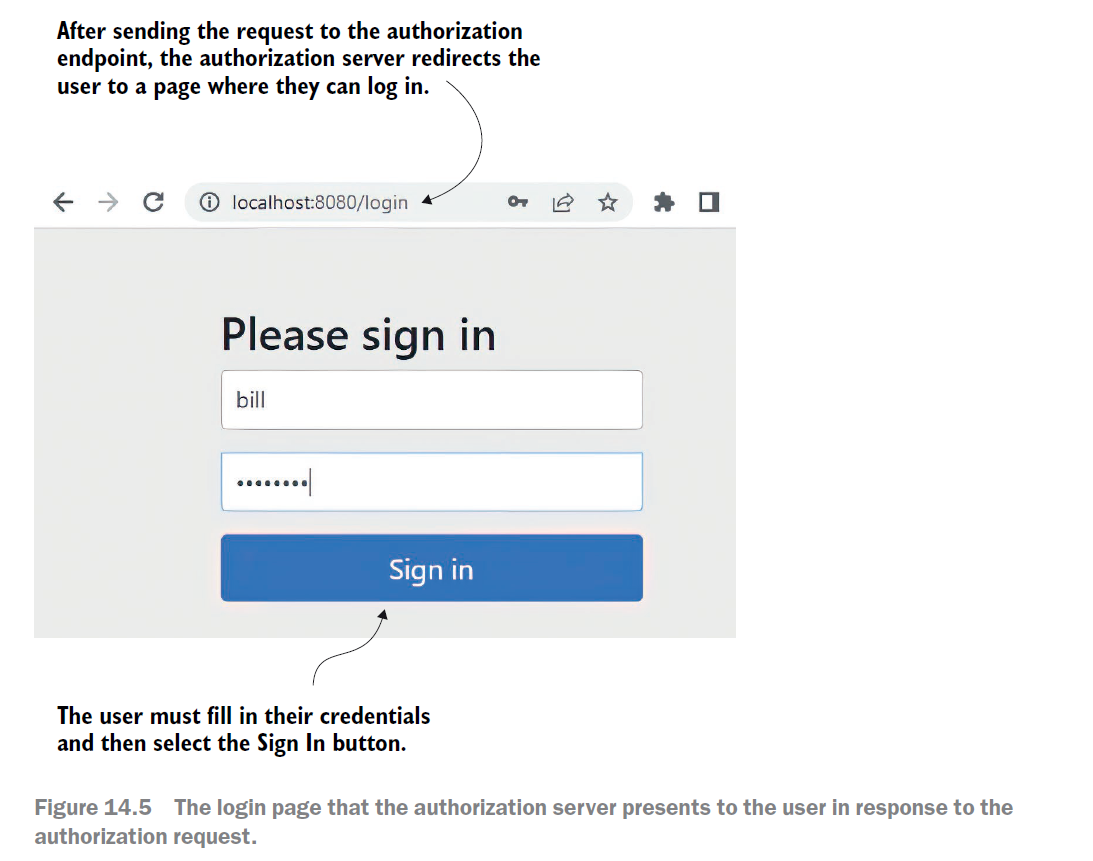 After sending the request to the authorization
endpoint, the authorization server redirects the
user to a page where they can log in.
localhost:8080/login
Please sign in
bill
••••••••
Sign in
The user must fill in their credentials
and then select the Sign In button.
Figure 14.5 The login page that the authorization server presents to the user in response to the
authorization request.